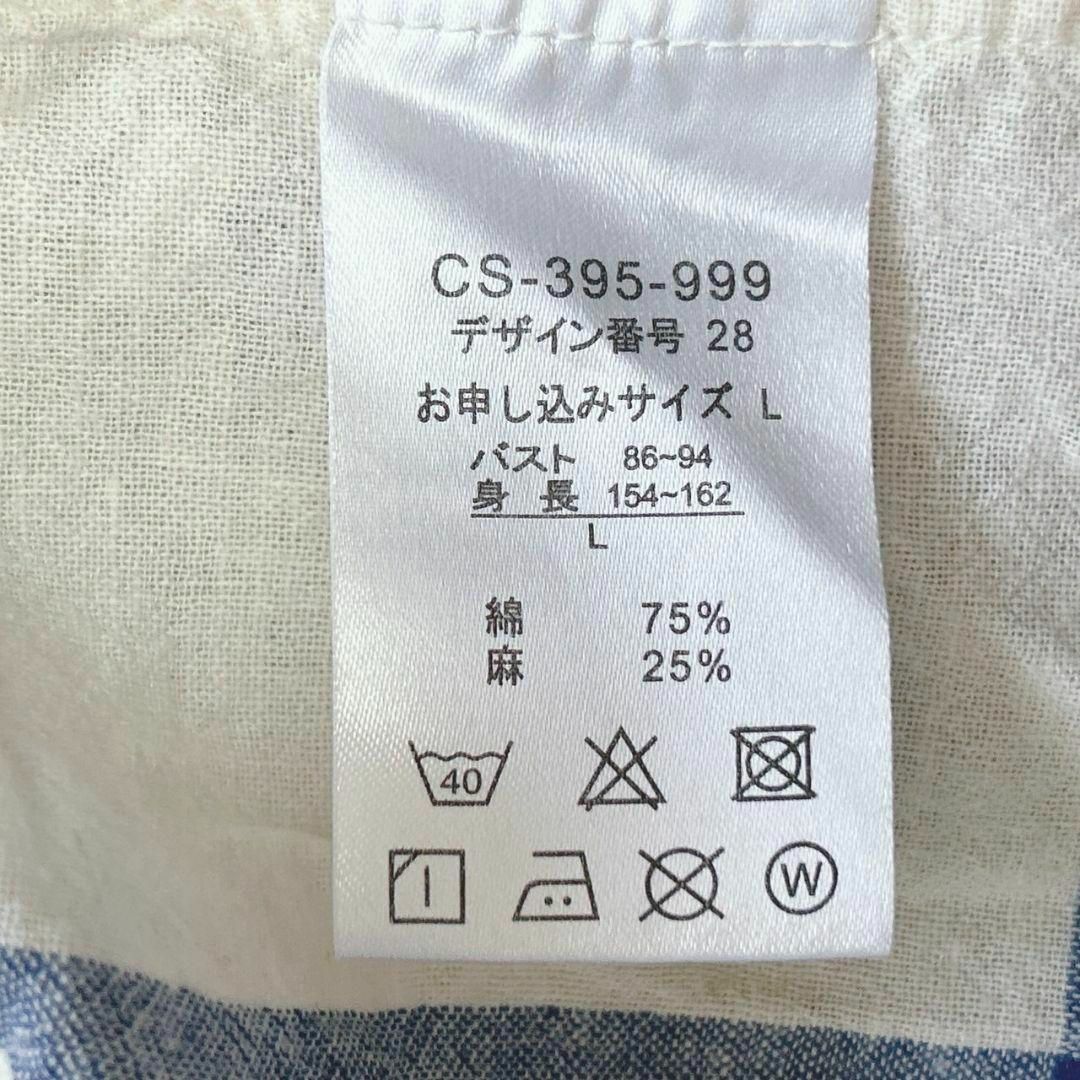 CS-395-999
デザイン番号 28
お申し込みサイズ L
バスト 86~94
身 長 154~162
L
綿 75%
麻 25%
40
W